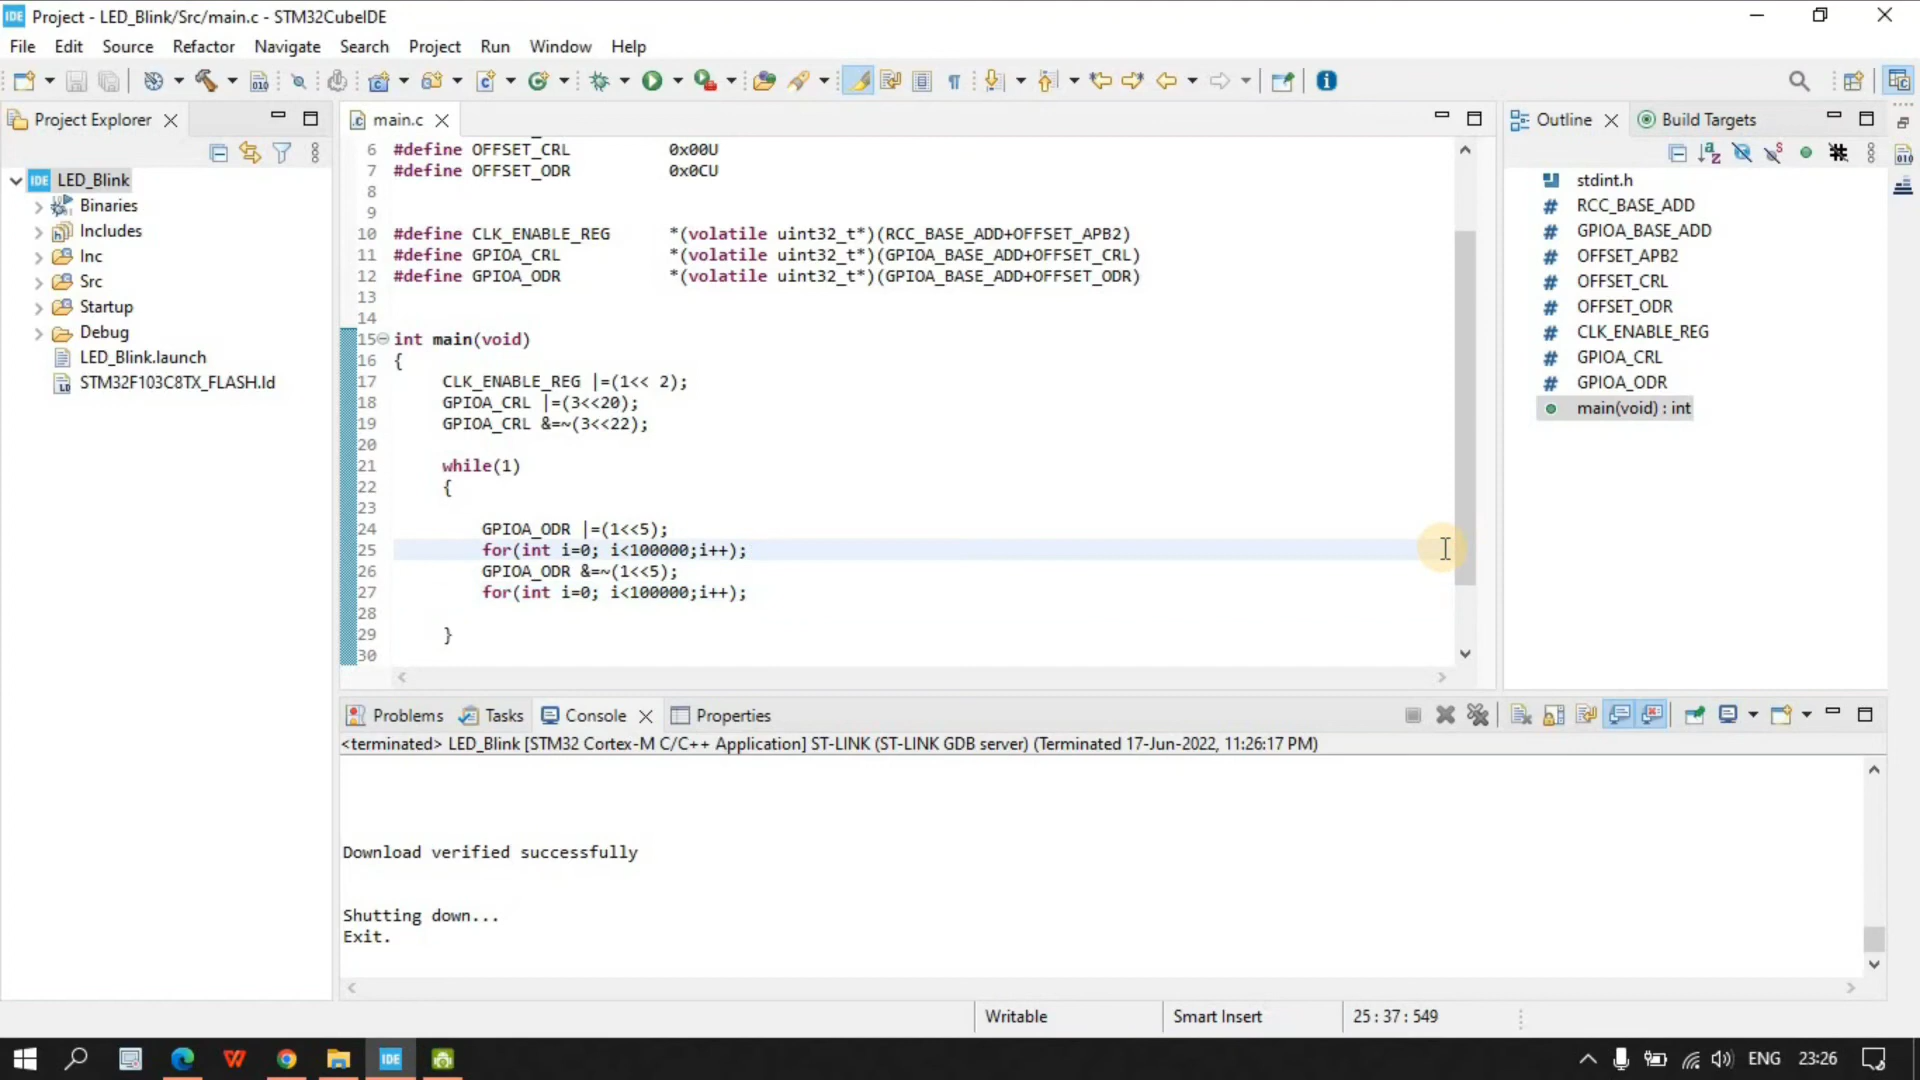 Project - LED_Blink/Src/main.c - STM32CubeIDE
File Edit Source Refactor Navigate Search Project Run Window Help
Project Explorer
LED_Blink
Binaries
Includes
Inc
Src
Startup
Debug
LED_Blink.launch
STM32F103C8TX_FLASH.ld
main.c
6 #define OFFSET_CRL 0x00U
7 #define OFFSET_ODR 0x0CU
8
9
10 #define CLK_ENABLE_REG *(volatile uint32_t*)(RCC_BASE_ADD+OFFSET_APB2)
11 #define GPIOA_CRL *(volatile uint32_t*)(GPIOA_BASE_ADD+OFFSET_CRL)
12 #define GPIOA_ODR *(volatile uint32_t*)(GPIOA_BASE_ADD+OFFSET_ODR)
13
14
15 int main(void)
16 {
17 CLK_ENABLE_REG |=(1<< 2);
18 GPIOA_CRL |=(3<<20);
19 GPIOA_CRL &=~(3<<22);
20
21 while(1)
22 {
23
24 GPIOA_ODR |=(1<<5);
25 for(int i=0; i<100000;i++);
26 GPIOA_ODR &=~(1<<5);
27 for(int i=0; i<100000;i++);
28
29 }
30
Outline Build Targets
stdint.h
RCC_BASE_ADD
GPIOA_BASE_ADD
OFFSET_APB2
OFFSET_CRL
OFFSET_ODR
CLK_ENABLE_REG
GPIOA_CRL
GPIOA_ODR
main(void) : int
Problems Tasks Console Properties
<terminated> LED_Blink [STM32 Cortex-M C/C++ Application] ST-LINK (ST-LINK GDB server) (Terminated 17-Jun-2022, 11:26:17 PM)
Download verified successfully
Shutting down...
Exit.
Writable Smart Insert 25 : 37 : 549
IDE
ENG 23:26